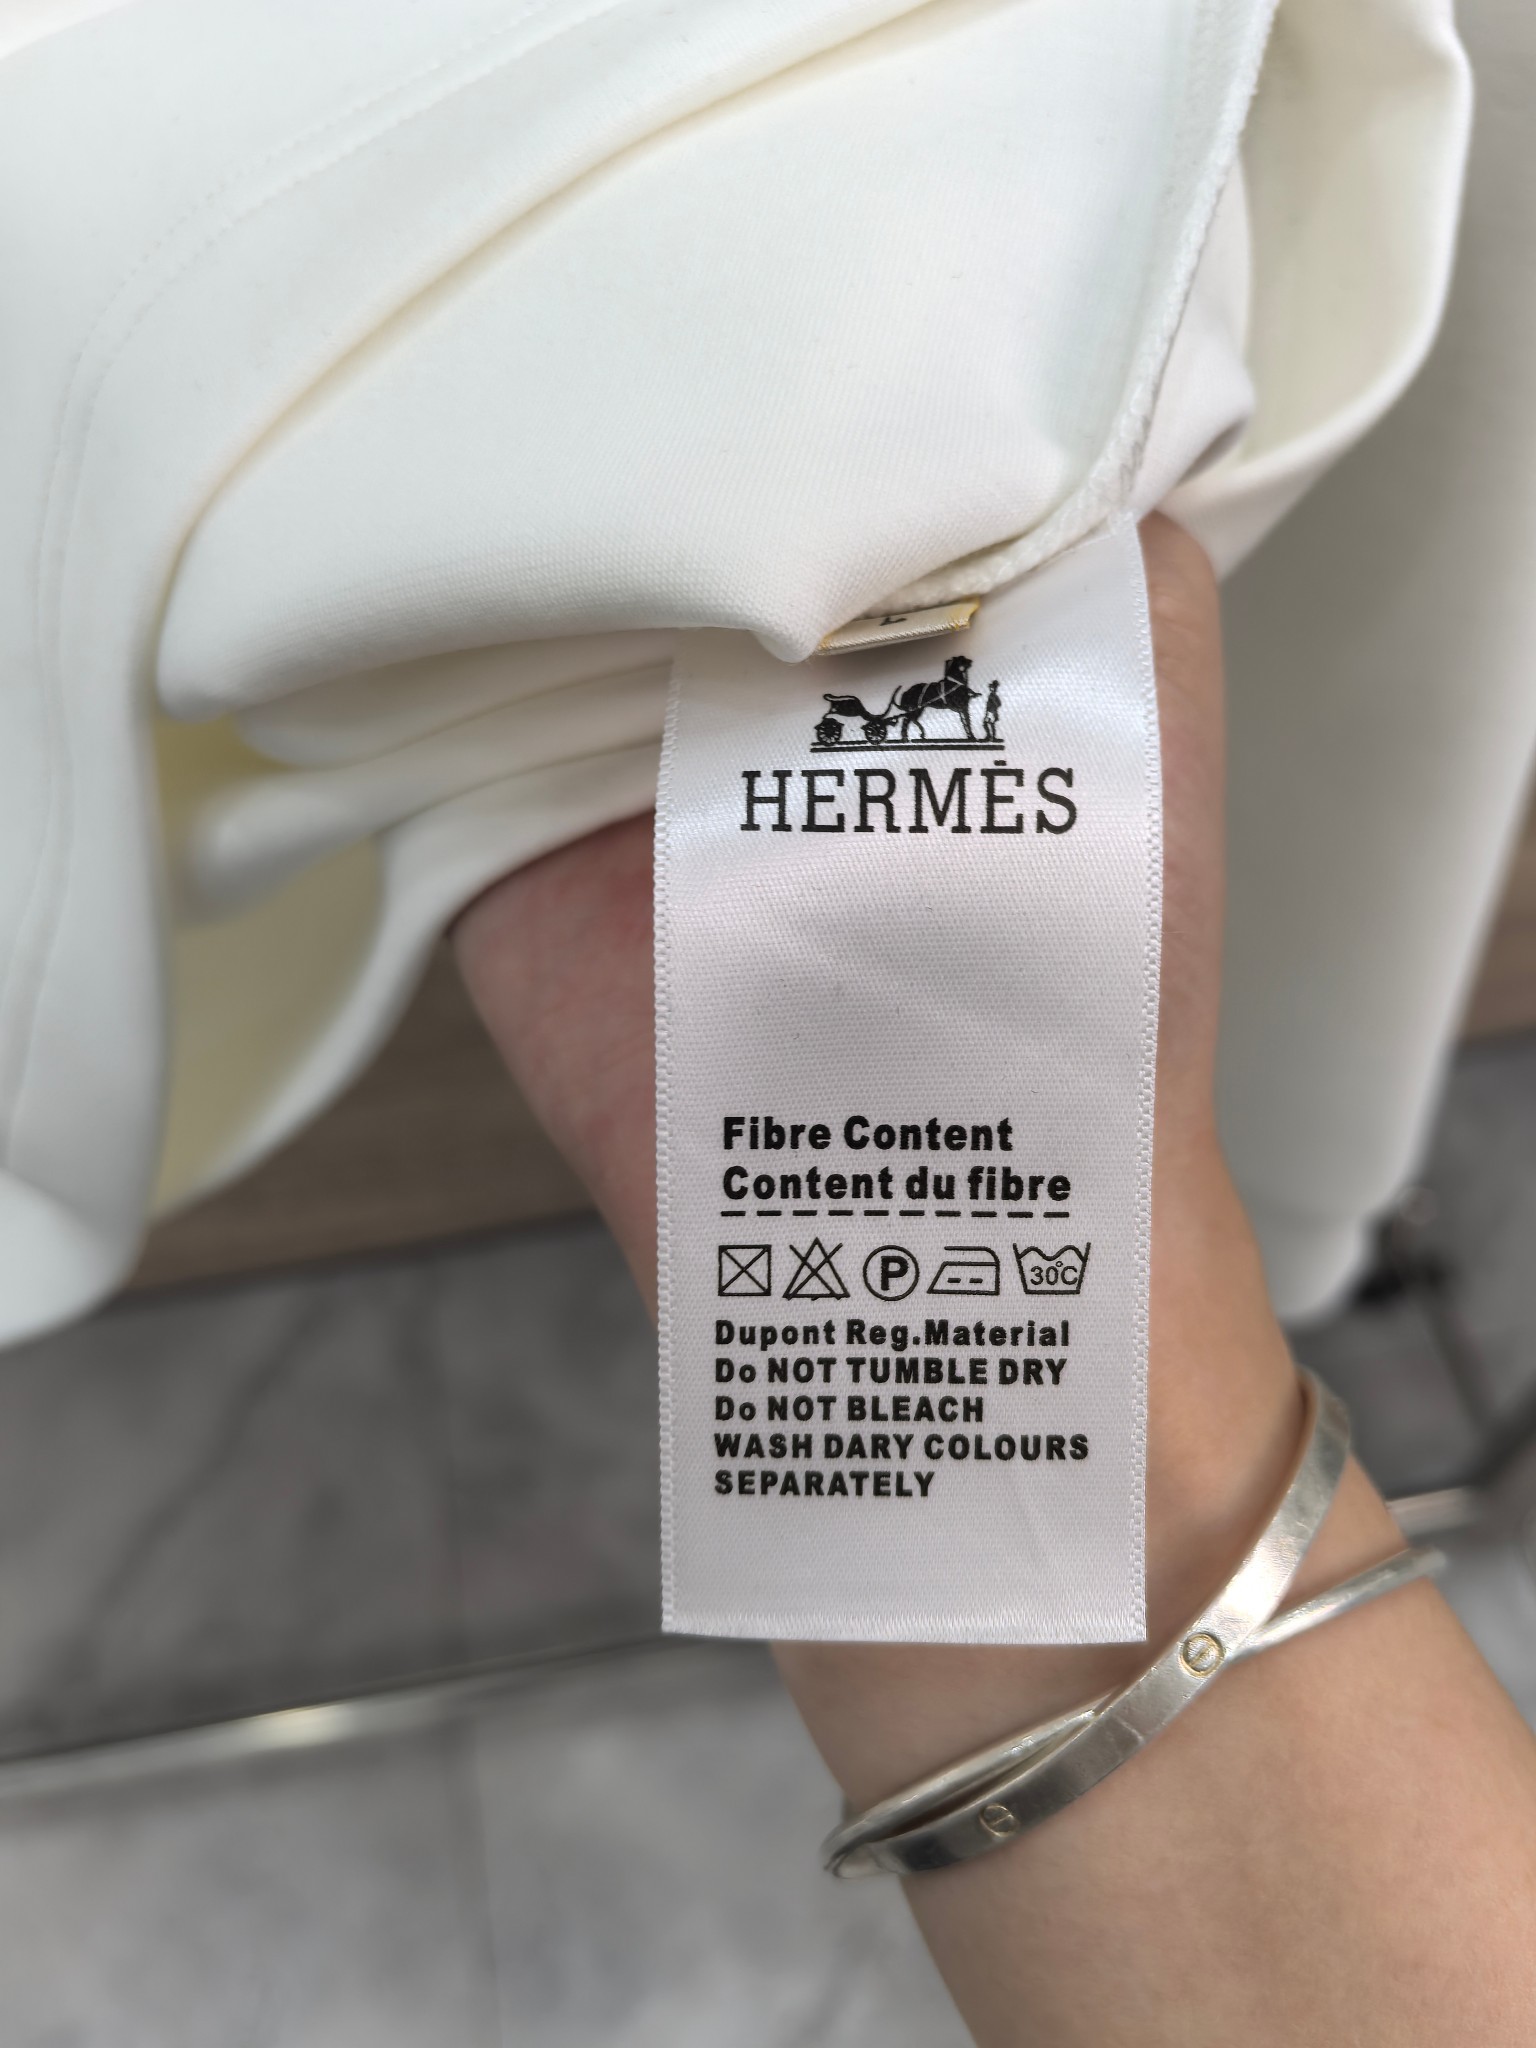 HERMÈS
Fibre Content
Content du fibre
P 30°C
Dupont Reg.Material
Do NOT TUMBLE DRY
Do NOT BLEACH
WASH DARY COLOURS
SEPARATELY